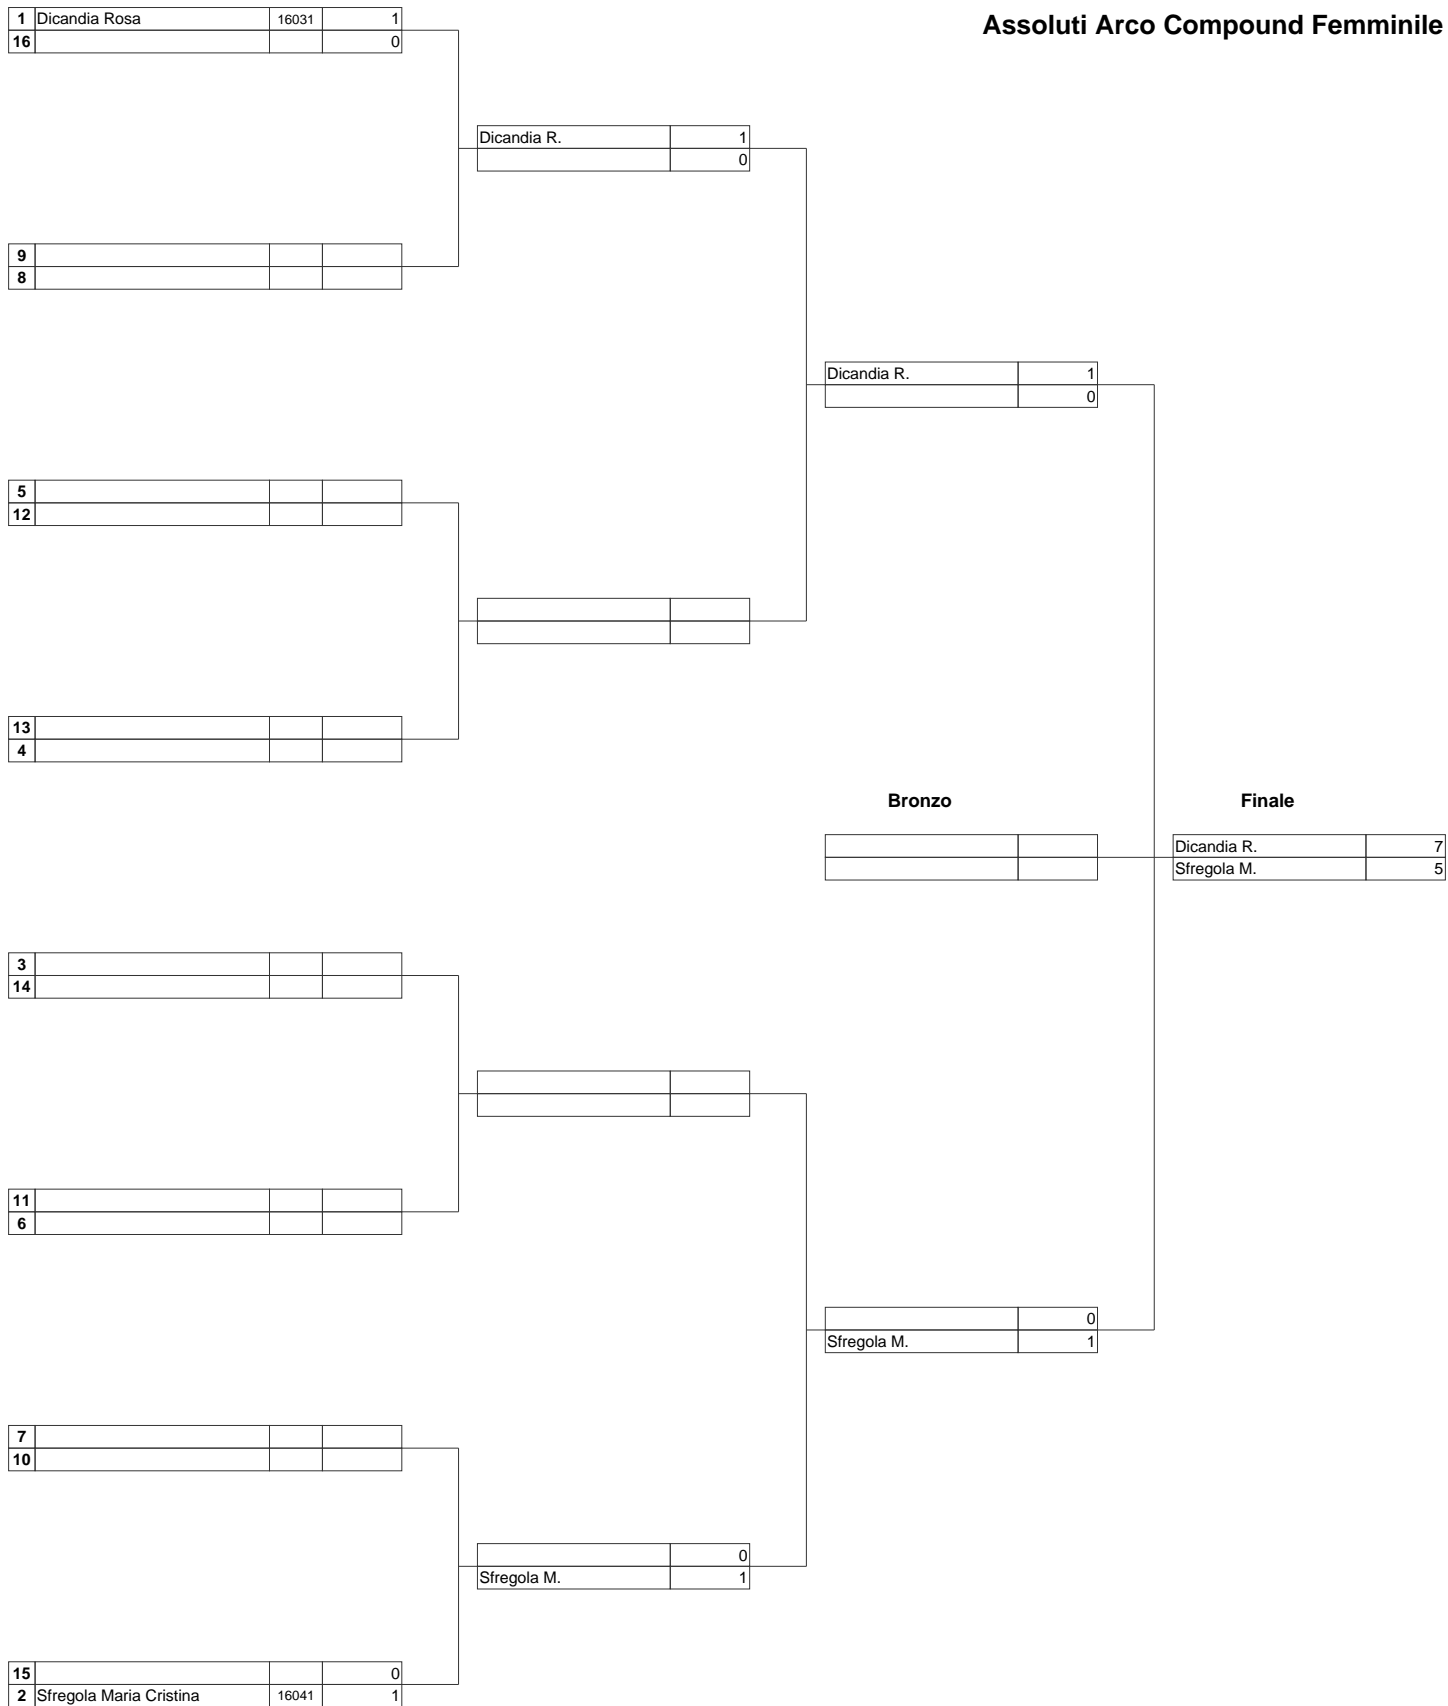 Assoluti Arco Compound Femminile
1 Dicandia Rosa 16031 1
16 0
Dicandia R. 1
0
9
8
Dicandia R. 1
0
5
12
13
4
Bronzo Finale
Dicandia R. 7
Sfregola M. 5
3
14
11
6
0
Sfregola M. 1
7
10
0
Sfregola M. 1
15 0
2 Sfregola Maria Cristina 16041 1